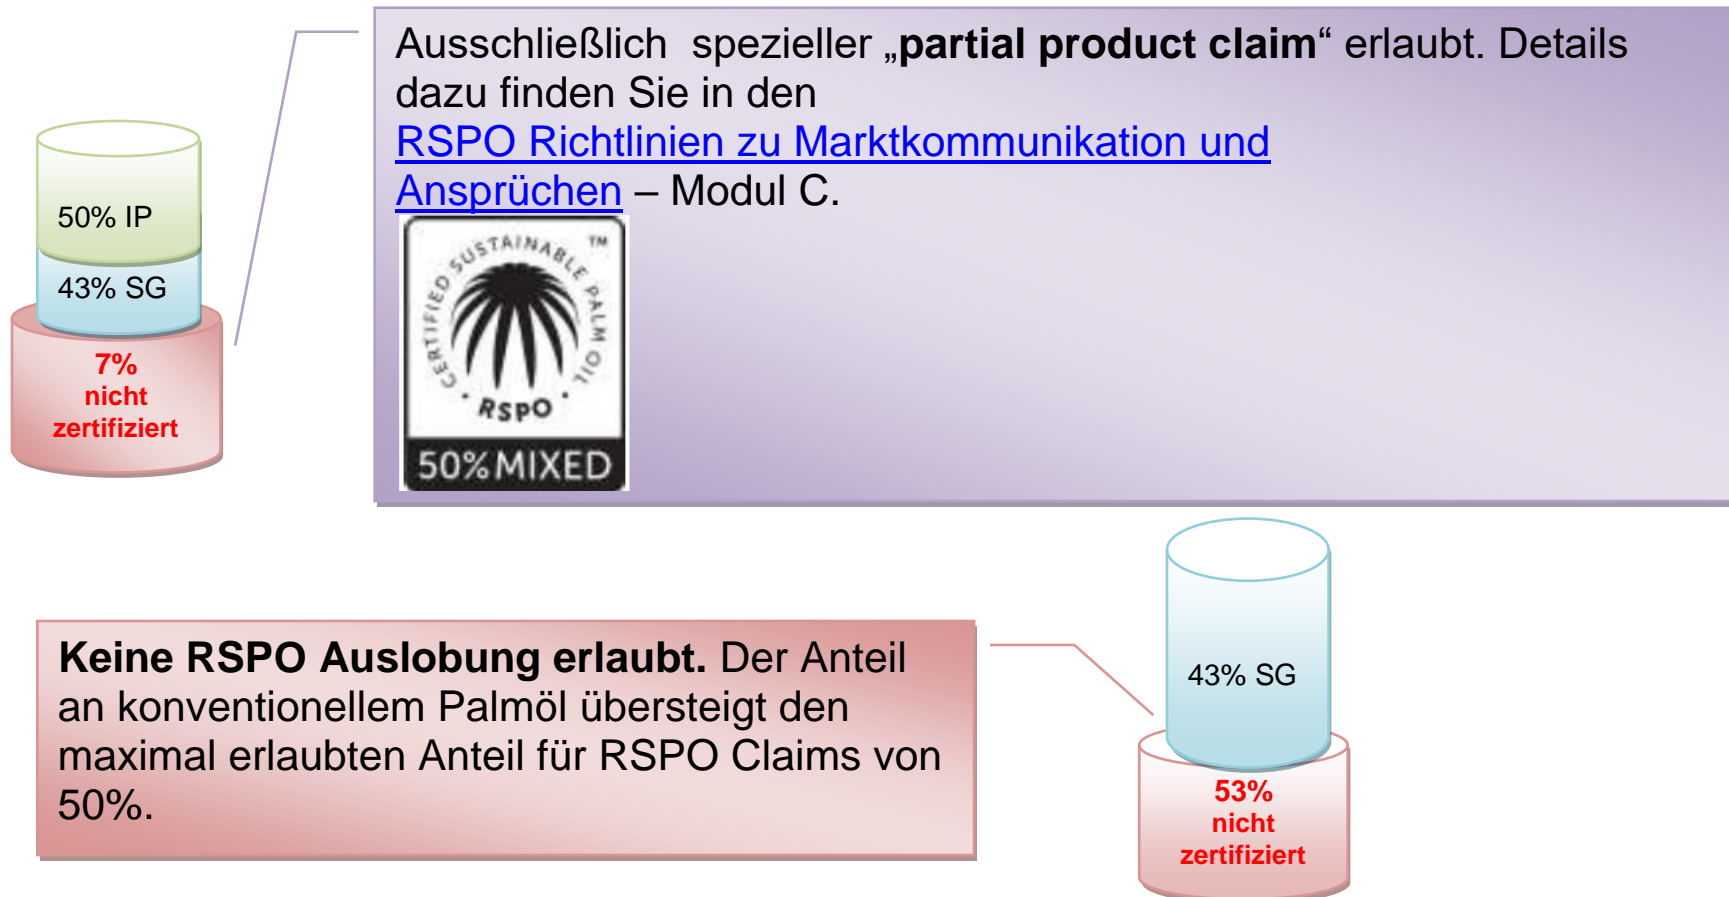 Ausschließlich spezieller „partial product claim“ erlaubt. Details
dazu finden Sie in den
RSPO Richtlinien zu Marktkommunikation und
Ansprüchen – Modul C.
50% IP
43% SG
7%
nicht
zertifiziert
CERTIFIED SUSTAINABLE PALM OIL
TM
RSPO
50% MIXED
Keine RSPO Auslobung erlaubt. Der Anteil
an konventionellem Palmöl übersteigt den
maximal erlaubten Anteil für RSPO Claims von
50%.
43% SG
53%
nicht
zertifiziert